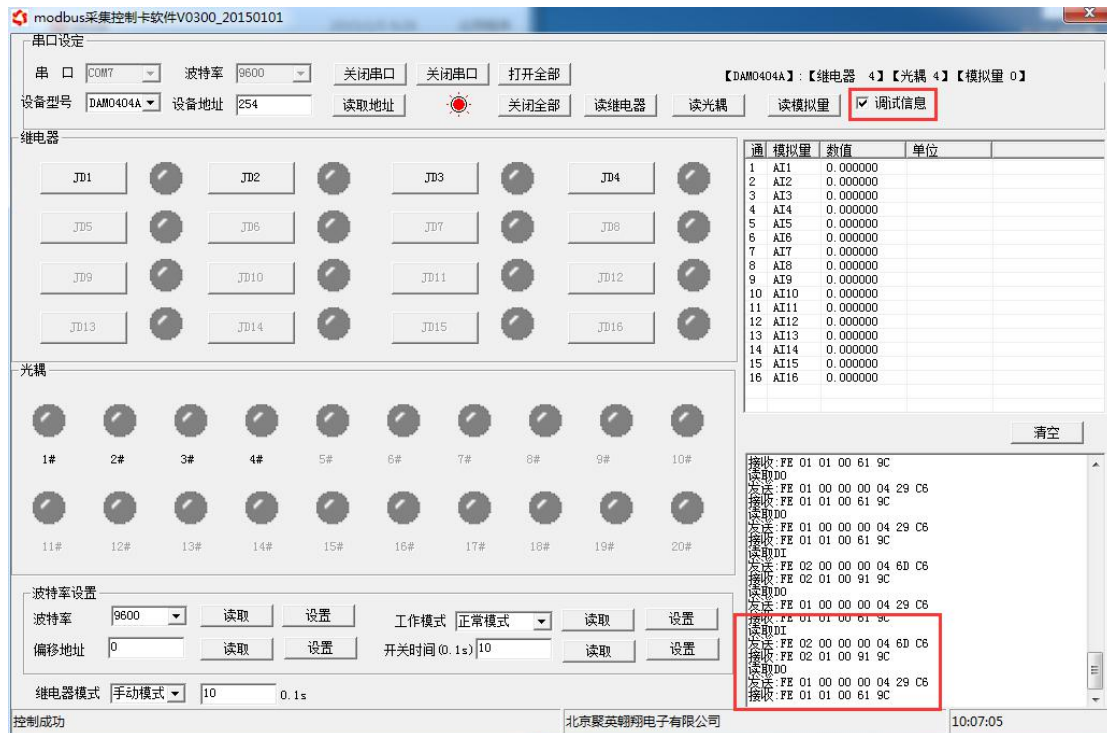 modbus采集控制卡软件V0300_20150101
串口设定
串 口 COM7 波特率 9600 关闭串口 关闭串口 打开全部 【DAM0404A】:【继电器 4】【光耦 4】【模拟量 0】
设备型号 DAM0404A 设备地址 254 读取地址 关闭全部 读继电器 读光耦 读模拟量 调试信息
继电器
JD1 JD2 JD3 JD4
JD5 JD6 JD7 JD8
JD9 JD10 JD11 JD12
JD13 JD14 JD15 JD16
通 模拟量 数值 单位
1 AI1 0.000000
2 AI2 0.000000
3 AI3 0.000000
4 AI4 0.000000
5 AI5 0.000000
6 AI6 0.000000
7 AI7 0.000000
8 AI8 0.000000
9 AI9 0.000000
10 AI10 0.000000
11 AI11 0.000000
12 AI12 0.000000
13 AI13 0.000000
14 AI14 0.000000
15 AI15 0.000000
16 AI16 0.000000
光耦
1# 2# 3# 4# 5# 6# 7# 8# 9# 10#
11# 12# 13# 14# 15# 16# 17# 18# 19# 20#
清空
接收:FE 01 01 00 61 9C
读取DO
发送:FE 01 00 00 00 04 29 C6
接收:FE 01 01 00 61 9C
读取DO
发送:FE 01 00 00 00 04 29 C6
接收:FE 01 01 00 61 9C
读取DI
发送:FE 02 00 00 00 04 6D C6
接收:FE 02 01 00 91 9C
读取DO
发送:FE 01 00 00 00 04 29 C6
接收:FE 01 01 00 61 9C
读取DI
发送:FE 02 00 00 00 04 6D C6
接收:FE 02 01 00 91 9C
读取DO
发送:FE 01 00 00 00 04 29 C6
接收:FE 01 01 00 61 9C
波特率设置
波特率 9600 读取 设置 工作模式 正常模式 读取 设置
偏移地址 0 读取 设置 开关时间(0.1s) 10 读取 设置
继电器模式 手动模式 10 0.1s
控制成功 北京聚英翱翔电子有限公司 10:07:05